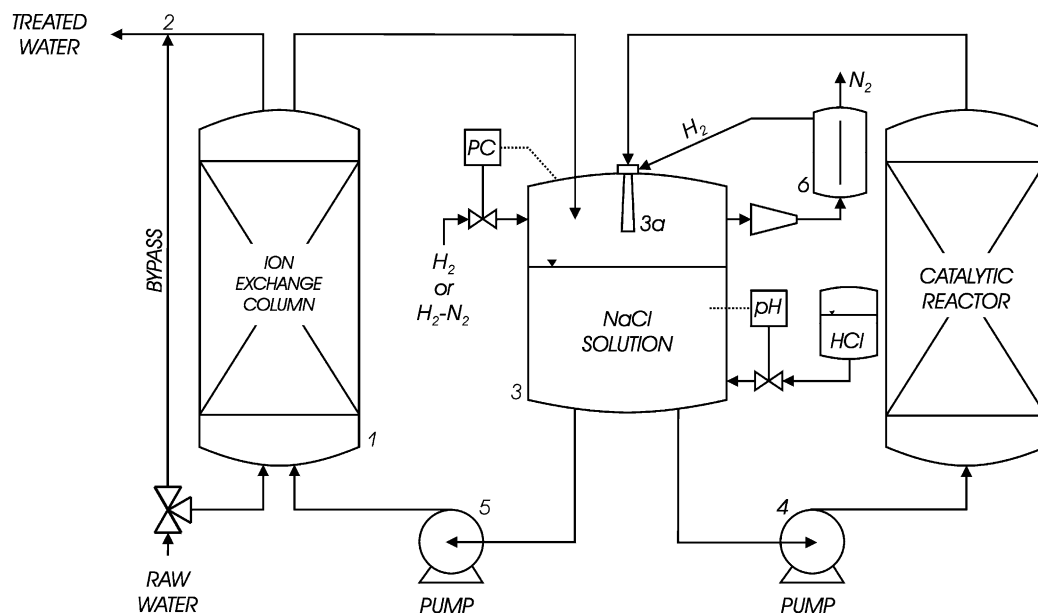 TREATED
WATER
2
BYPASS
RAW
WATER
ION
EXCHANGE
COLUMN
1
PC
H2
or
H2-N2
3a
NaCl
SOLUTION
3
pH
HCl
H2
N2
6
CATALYTIC
REACTOR
5
PUMP
4
PUMP